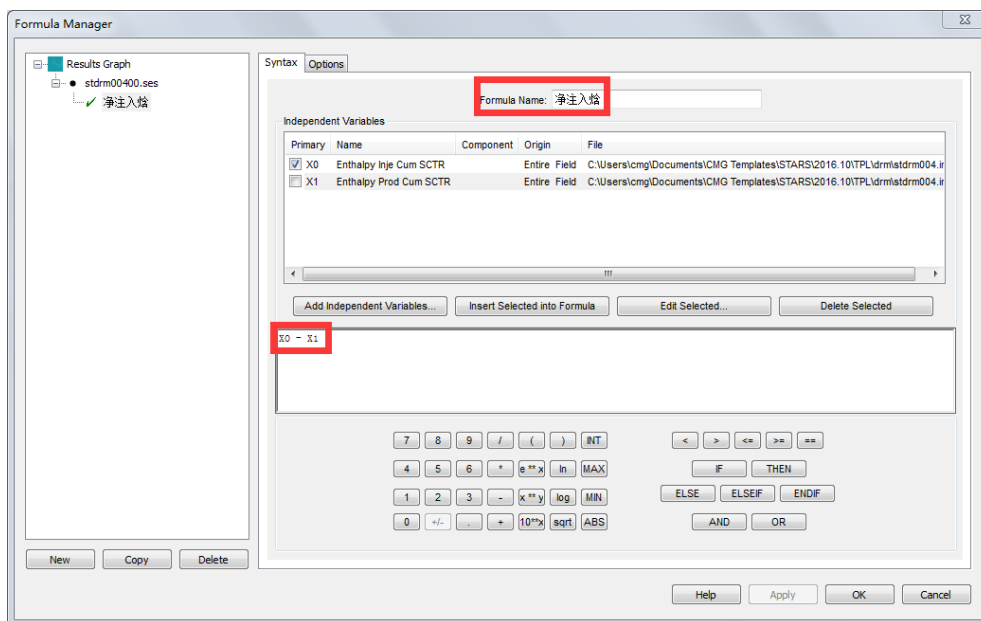 Formula Manager
Results Graph
stdrm00400.ses
净注入焓
Syntax Options
Formula Name: 净注入焓
Independent Variables
Primary Name Component Origin File
X0 Enthalpy Inje Cum SCTR Entire Field C:\Users\cmg\Documents\CMG Templates\STARS\2016.10\TPL\drm\stdrm004.ir
X1 Enthalpy Prod Cum SCTR Entire Field C:\Users\cmg\Documents\CMG Templates\STARS\2016.10\TPL\drm\stdrm004.ir
Add Independent Variables... Insert Selected into Formula Edit Selected... Delete Selected
X0 - X1
7 8 9 / ( ) INT < > <= >= ==
4 5 6 * e ** x ln MAX IF THEN
1 2 3 - x ** y log MIN ELSE ELSEIF ENDIF
0 +/- . + 10**x sqrt ABS AND OR
New Copy Delete
Help Apply OK Cancel